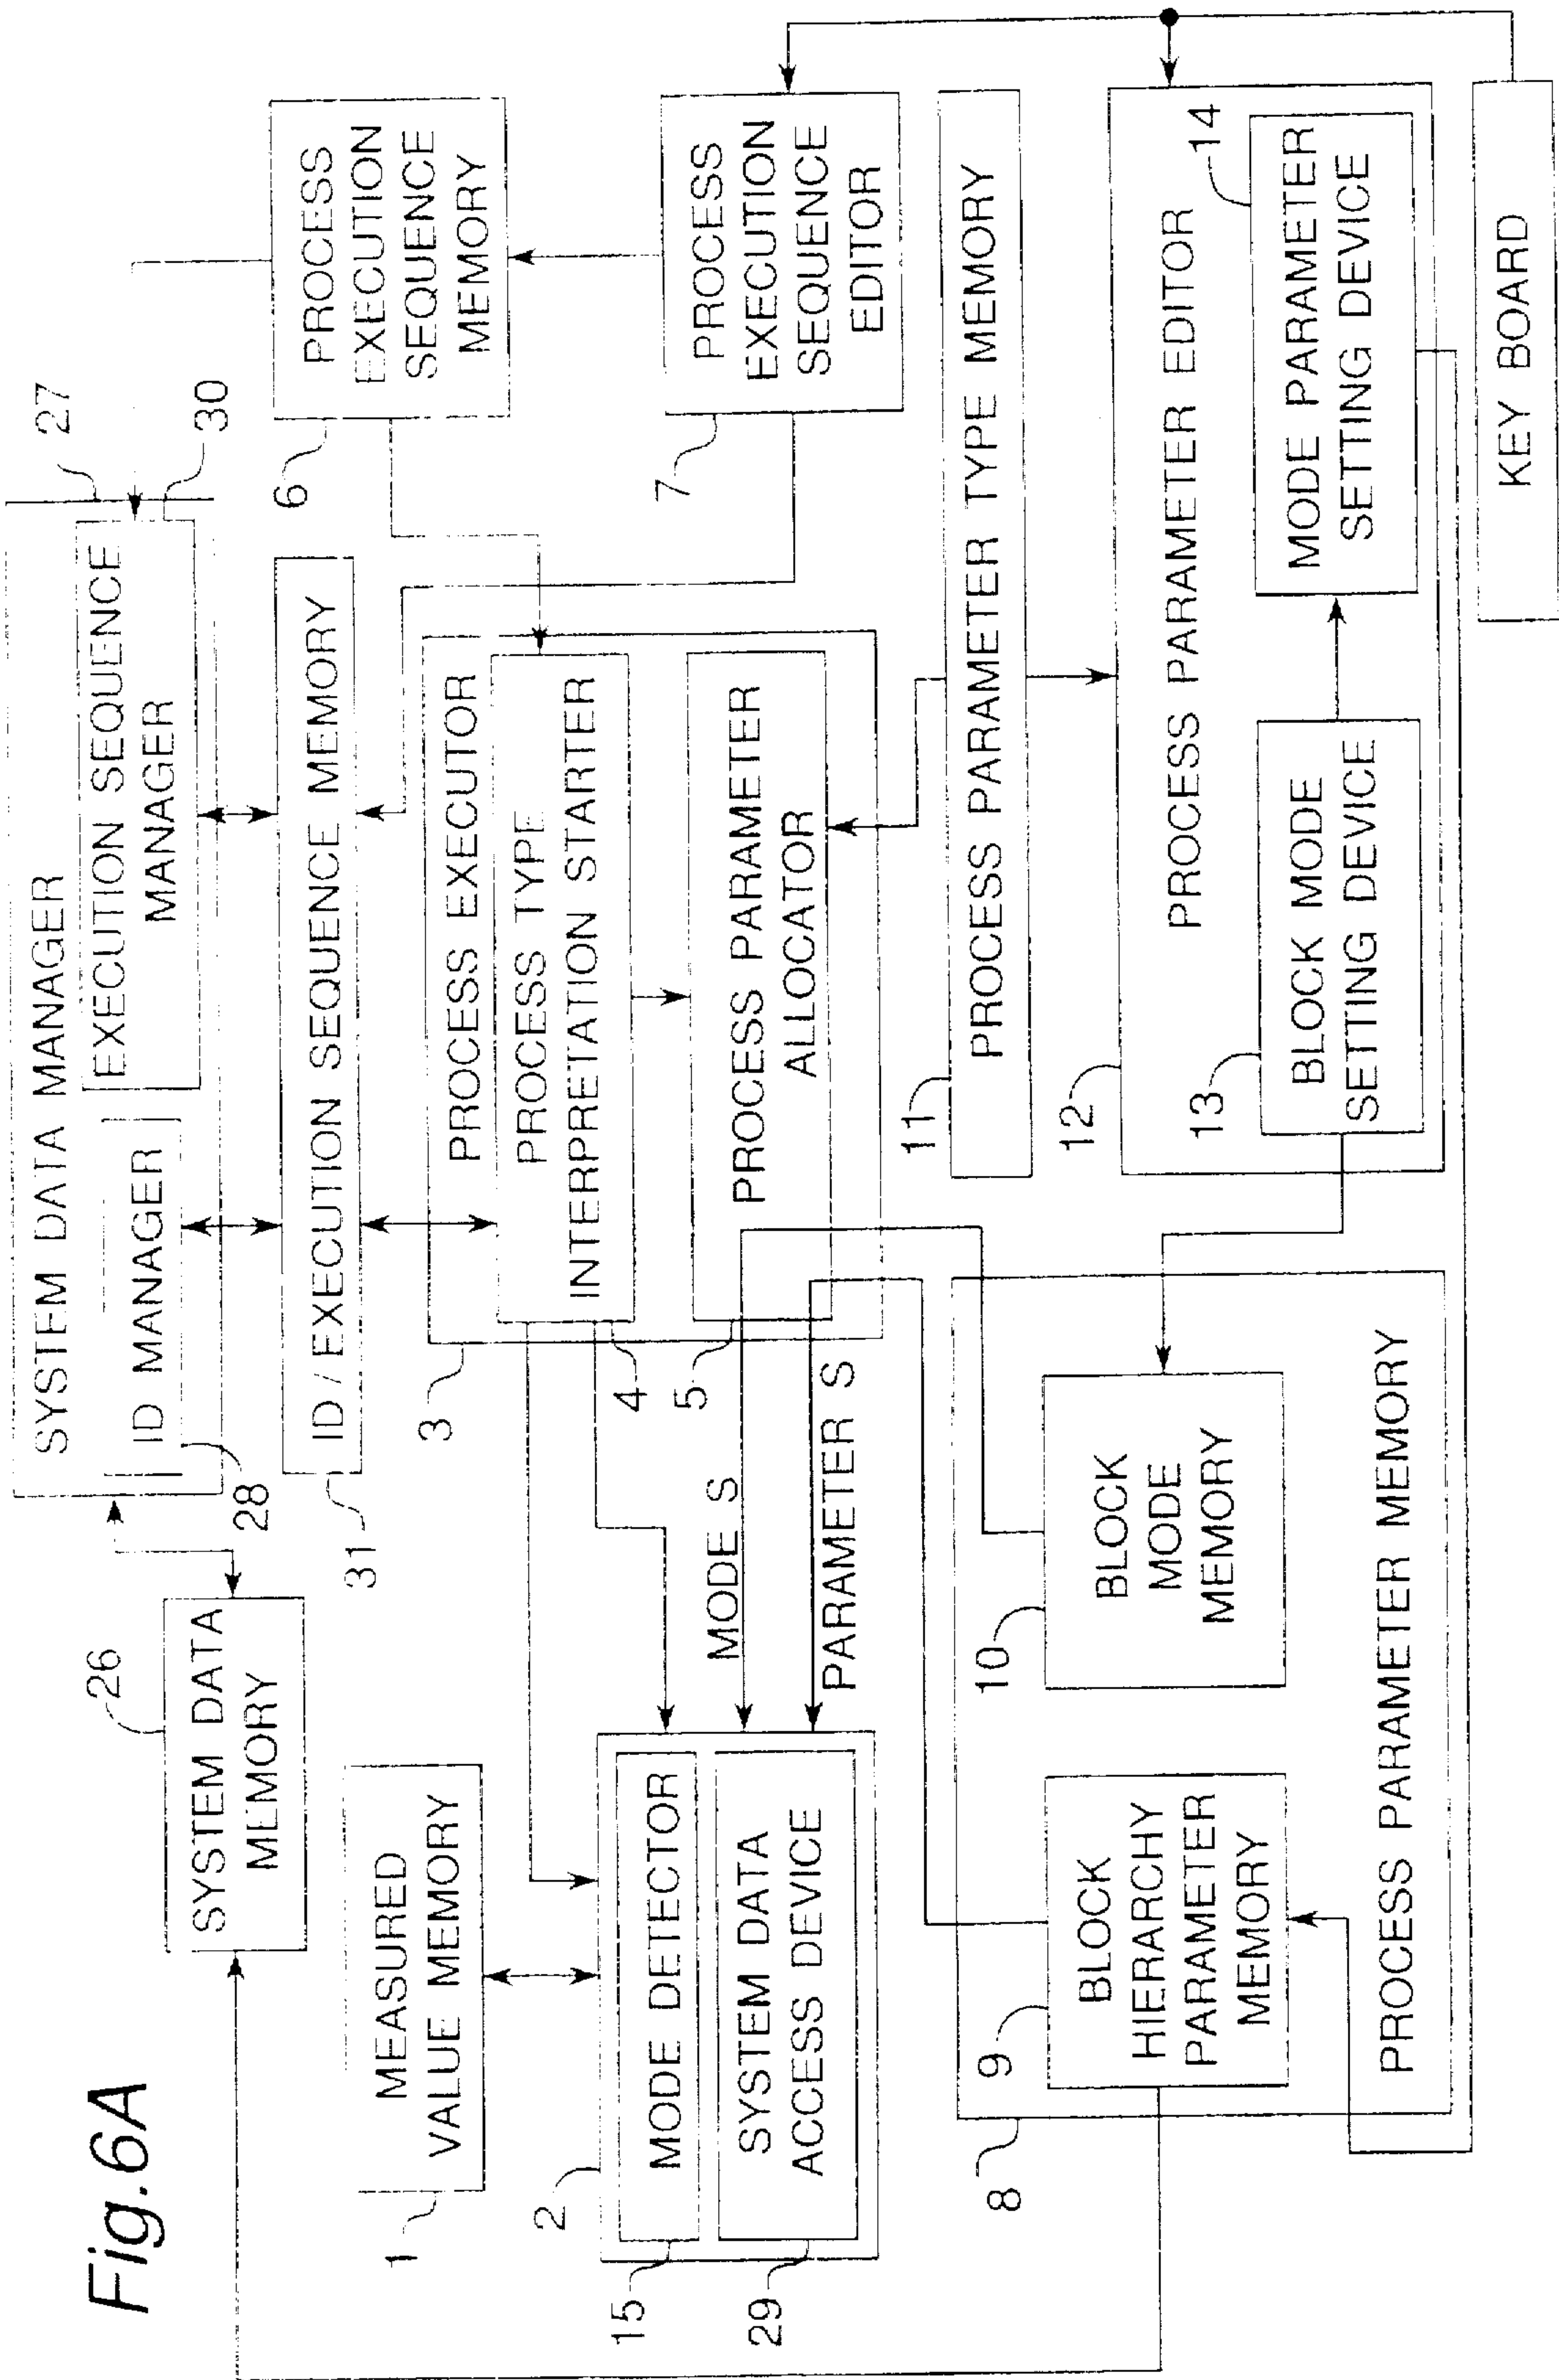 Fig.6A
26
SYSTEM DATA
MEMORY
SYSTEM DATA MANAGER
27
ID MANAGER
28
EXECUTION SEQUENCE
MANAGER
30
ID / EXECUTION SEQUENCE MEMORY
31
PROCESS
EXECUTION
SEQUENCE
MEMORY
6
MEASURED
VALUE MEMORY
1
2
MODE DETECTOR
15
SYSTEM DATA
ACCESS DEVICE
29
MODE S
PARAMETER S
3
PROCESS EXECUTOR
PROCESS TYPE
INTERPRETATION STARTER
4
PROCESS PARAMETER
ALLOCATOR
5
PROCESS
EXECUTION
SEQUENCE
EDITOR
7
11
PROCESS PARAMETER TYPE MEMORY
8
9
BLOCK
HIERARCHY
PARAMETER
MEMORY
10
BLOCK
MODE
MEMORY
PROCESS PARAMETER MEMORY
12
PROCESS PARAMETER EDITOR
13
BLOCK MODE
SETTING DEVICE
14
MODE PARAMETER
SETTING DEVICE
KEY BOARD